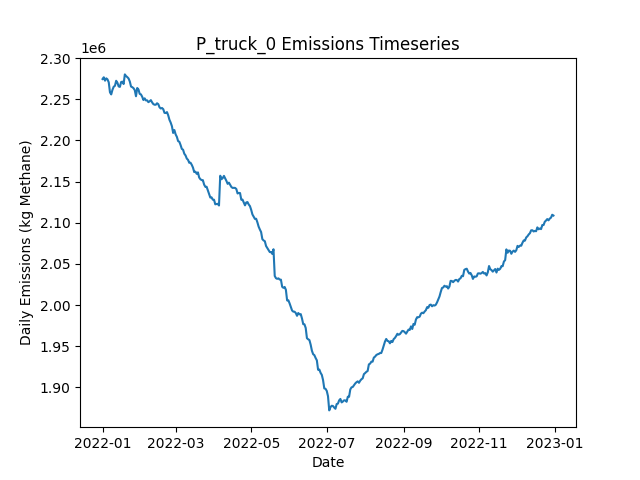 P_truck_0 Emissions Timeseries
1e6
2.30
2.25
2.20
2.15
2.10
2.05
2.00
1.95
1.90
Daily Emissions (kg Methane)
2022-01 2022-03 2022-05 2022-07 2022-09 2022-11 2023-01
Date